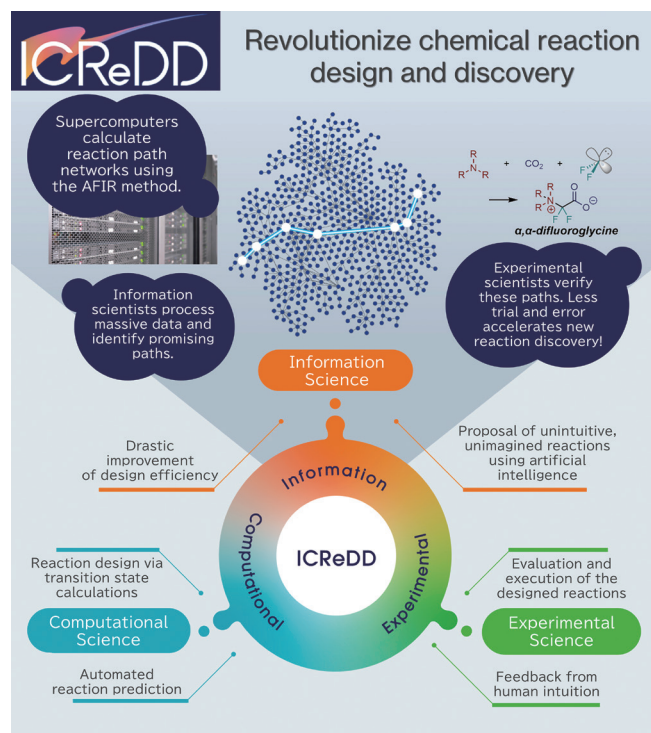 ICReDD
Revolutionize chemical reaction
design and discovery
Supercomputers
calculate
reaction path
networks using
the AFIR method.
R
N
R
R
+
CO₂
+
F
F
R
R
N
R
⊕
F
F
O
O
⊖
α,α-difluoroglycine
Information
scientists process
massive data and
identify promising
paths.
Experimental
scientists verify
these paths. Less
trial and error
accelerates new
reaction discovery!
Information
Science
Drastic
improvement
of design efficiency
Proposal of unintuitive,
unimagined reactions
using artificial
intelligence
Information
Computational
Experimental
ICReDD
Reaction design via
transition state
calculations
Computational
Science
Automated
reaction prediction
Evaluation and
execution of the
designed reactions
Experimental
Science
Feedback from
human intuition